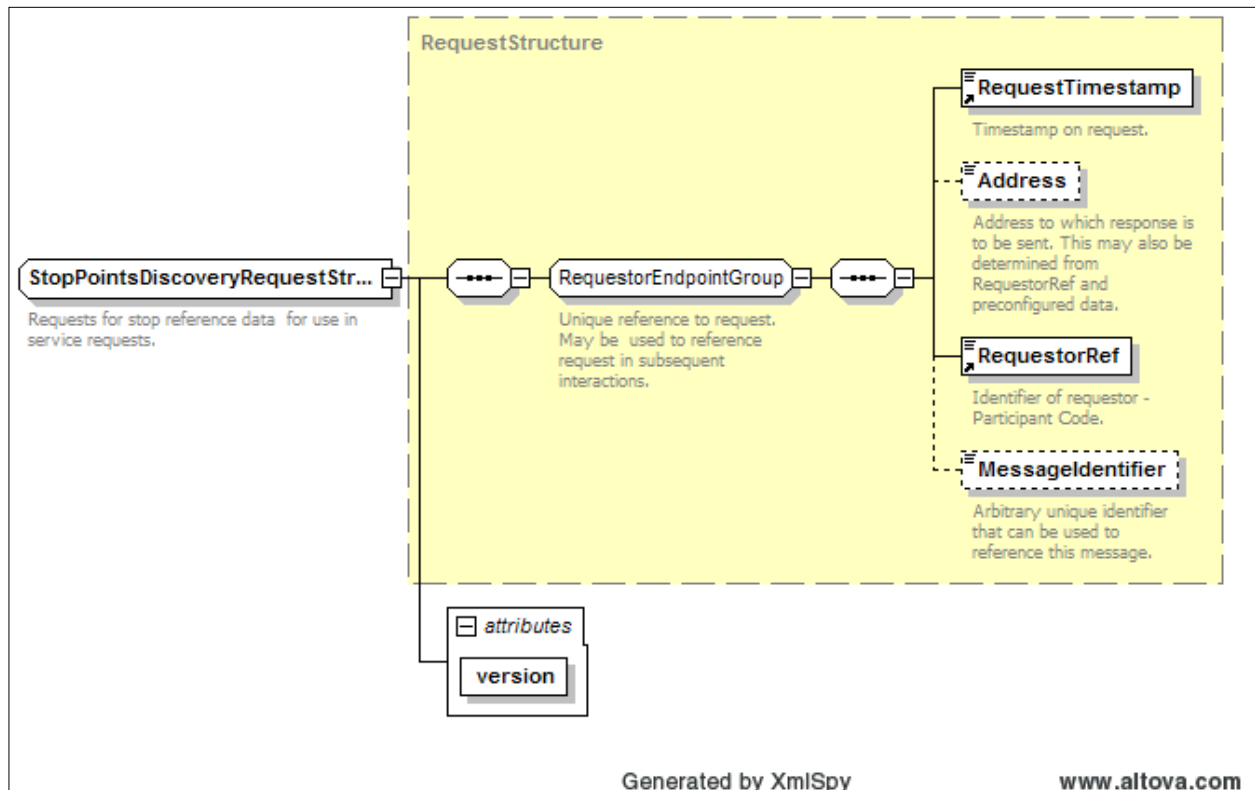 RequestStructure
RequestTimestamp
Timestamp on request.
Address
Address to which response is
to be sent. This may also be
determined from
RequestorRef and
preconfigured data.
StopPointsDiscoveryRequestStr...
Requests for stop reference data for use in
service requests.
RequestorEndpointGroup
Unique reference to request.
May be used to reference
request in subsequent
interactions.
RequestorRef
Identifier of requestor -
Participant Code.
MessageIdentifier
Arbitrary unique identifier
that can be used to
reference this message.
attributes
version
Generated by XmlSpy
www.altova.com